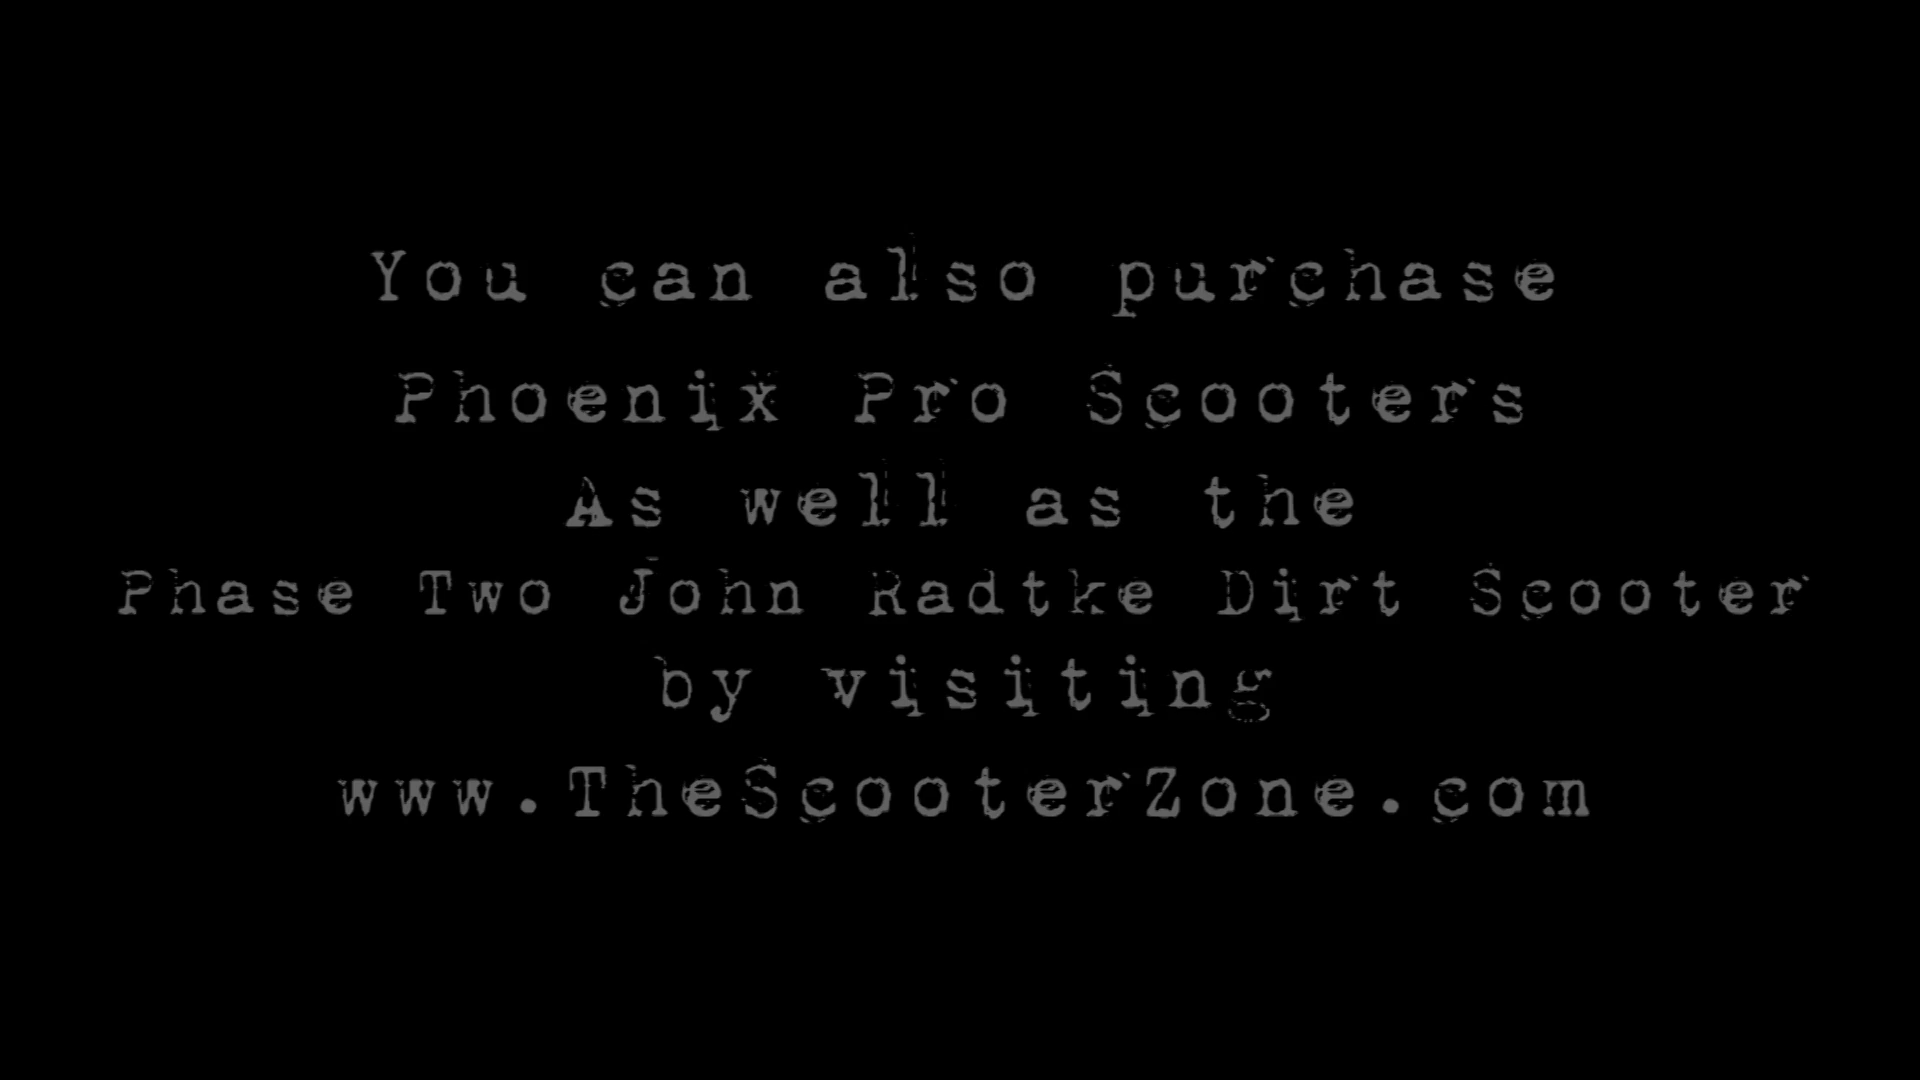 You can also purchase
Phoenix Pro Scooters
As well as the
Phase Two John Radtke Dirt Scooter
by visiting
www.TheScooterZone.com